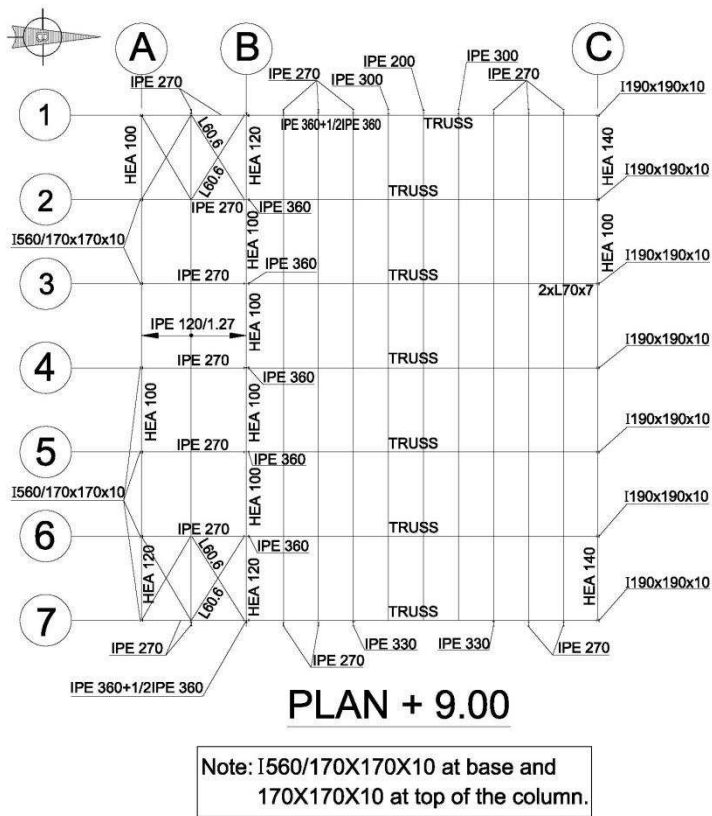 A B C
IPE 200 IPE 300
IPE 270 IPE 270 IPE 300 IPE 270
I190x190x10
1
IPE 360+1/2IPE 360 TRUSS
HEA 100 L60.6 L60.6 HEA 120 HEA 140
I190x190x10
2
IPE 270 IPE 360 TRUSS
I560/170x170x10 HEA 100 HEA 100
IPE 360 I190x190x10
3
IPE 270 TRUSS 2xL70x7
IPE 120/1.27 HEA 100
I190x190x10
4
IPE 270 TRUSS
IPE 360
HEA 100 HEA 100
I190x190x10
5
IPE 270 TRUSS
IPE 360
I560/170x170x10 HEA 100
I190x190x10
6
IPE 270 TRUSS
IPE 360
HEA 120 L60.6 L60.6 HEA 120 HEA 140
I190x190x10
7
TRUSS
IPE 270 IPE 270 IPE 330 IPE 330 IPE 270
IPE 360+1/2IPE 360
PLAN + 9.00
Note: I560/170X170X10 at base and
170X170X10 at top of the column.